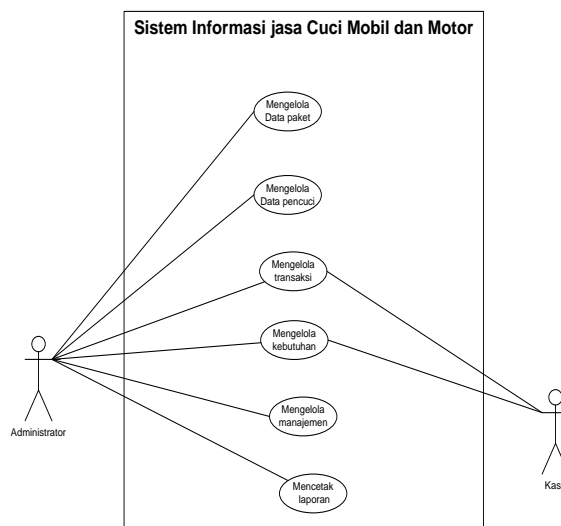 Sistem Informasi jasa Cuci Mobil dan Motor
Mengelola
Data paket
Mengelola
Data pencuci
Mengelola
transaksi
Mengelola
kebutuhan
Mengelola
manajemen
Mencetak
laporan
Administrator